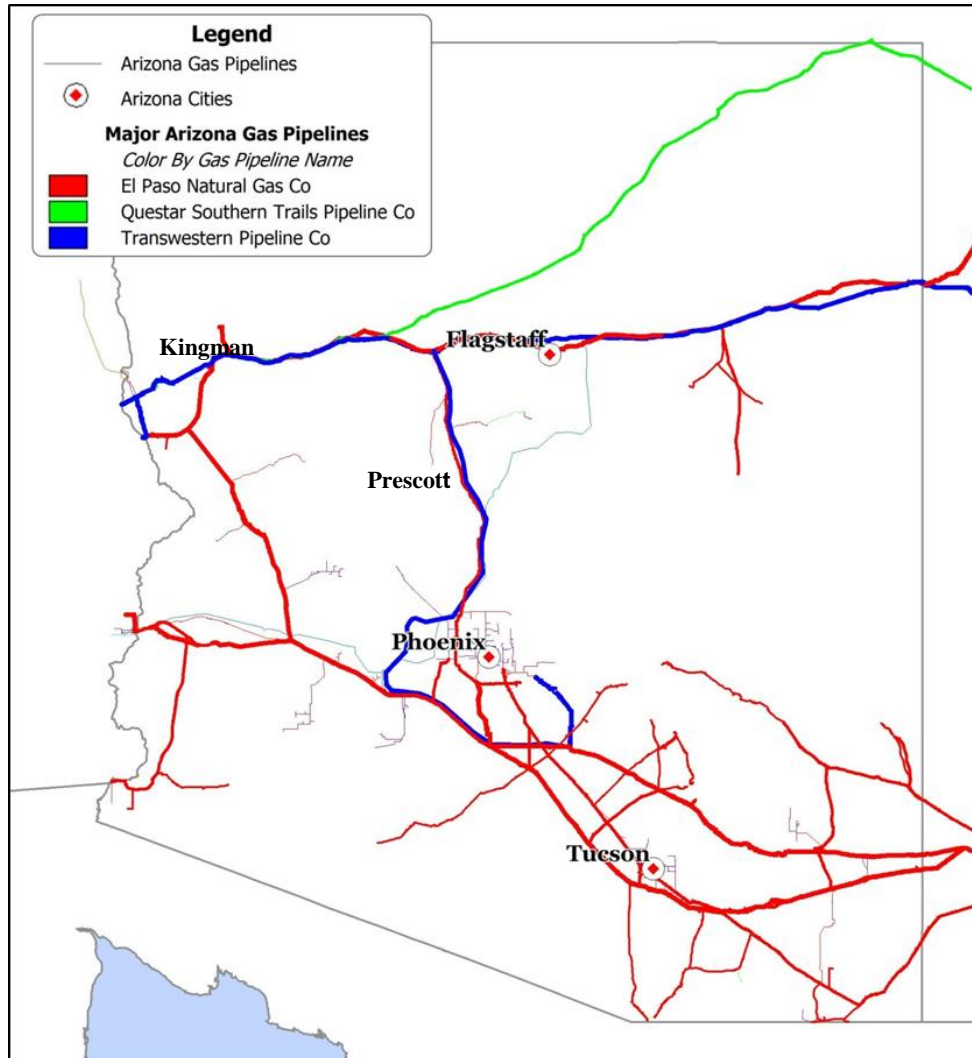 Legend
Arizona Gas Pipelines
Arizona Cities
Major Arizona Gas Pipelines
Color By Gas Pipeline Name
El Paso Natural Gas Co
Questar Southern Trails Pipeline Co
Transwestern Pipeline Co
Kingman
Flagstaff
Prescott
Phoenix
Tucson